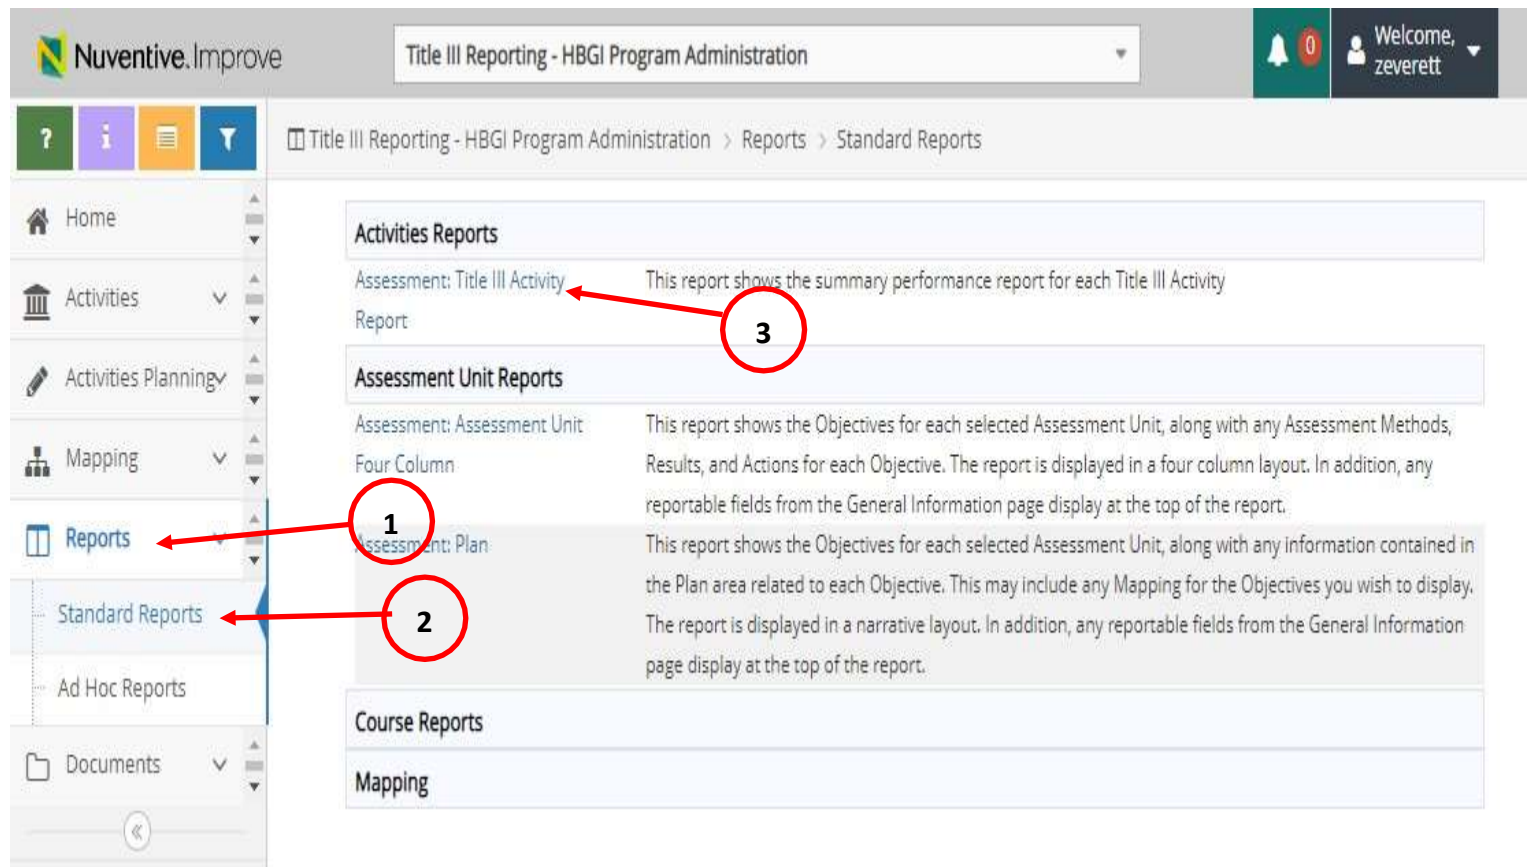 Nuventive.Improve
Title III Reporting - HBGI Program Administration
0
Welcome,
zeverett
?
i
Title III Reporting - HBGI Program Administration > Reports > Standard Reports
Home
Activities
Activities Planning
Mapping
Reports
Standard Reports
Ad Hoc Reports
Documents
Activities Reports
Assessment: Title III Activity
Report
This report shows the summary performance report for each Title III Activity
3
Assessment Unit Reports
Assessment: Assessment Unit
Four Column
This report shows the Objectives for each selected Assessment Unit, along with any Assessment Methods,
Results, and Actions for each Objective. The report is displayed in a four column layout. In addition, any
reportable fields from the General Information page display at the top of the report.
1
Assessment: Plan
This report shows the Objectives for each selected Assessment Unit, along with any information contained in
the Plan area related to each Objective. This may include any Mapping for the Objectives you wish to display.
The report is displayed in a narrative layout. In addition, any reportable fields from the General Information
page display at the top of the report.
2
Course Reports
Mapping